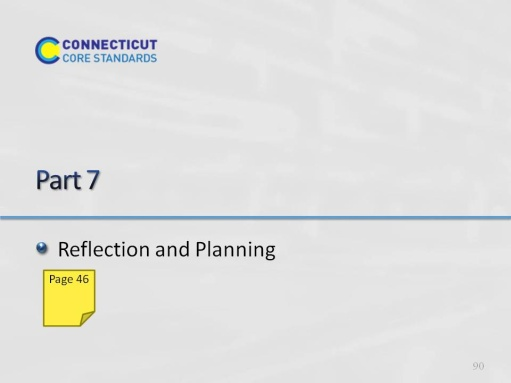 CONNECTICUT
CORE STANDARDS
Part 7
Reflection and Planning
Page 46
90